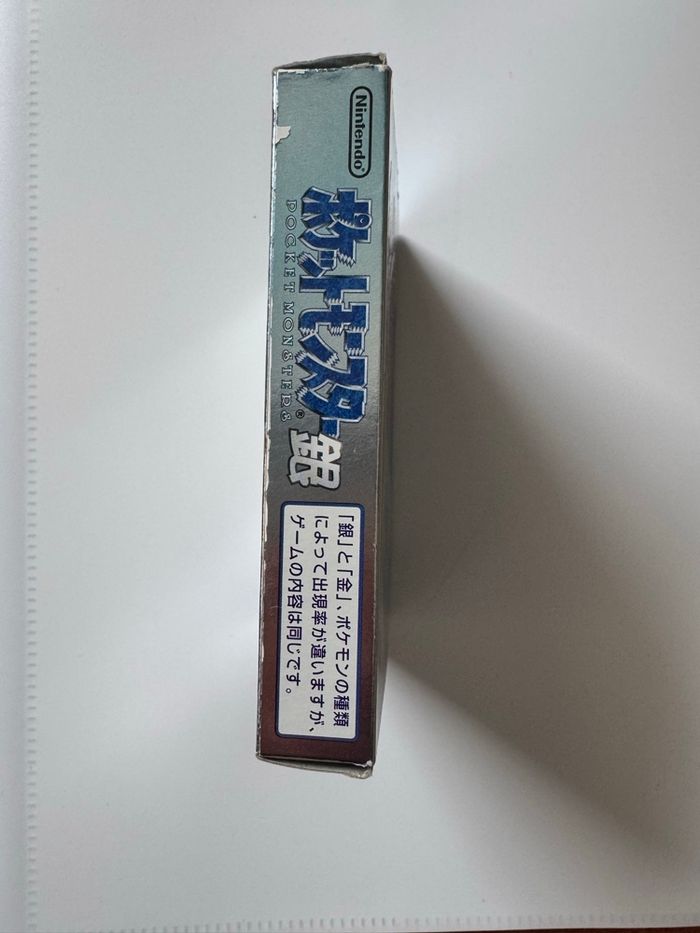 Nintendo®
ポケットモンスター銀
POCKET MONSTERS®
「銀」と「金」、ポケモンの種類
によって出現率が違いますが、
ゲームの内容は同じです。